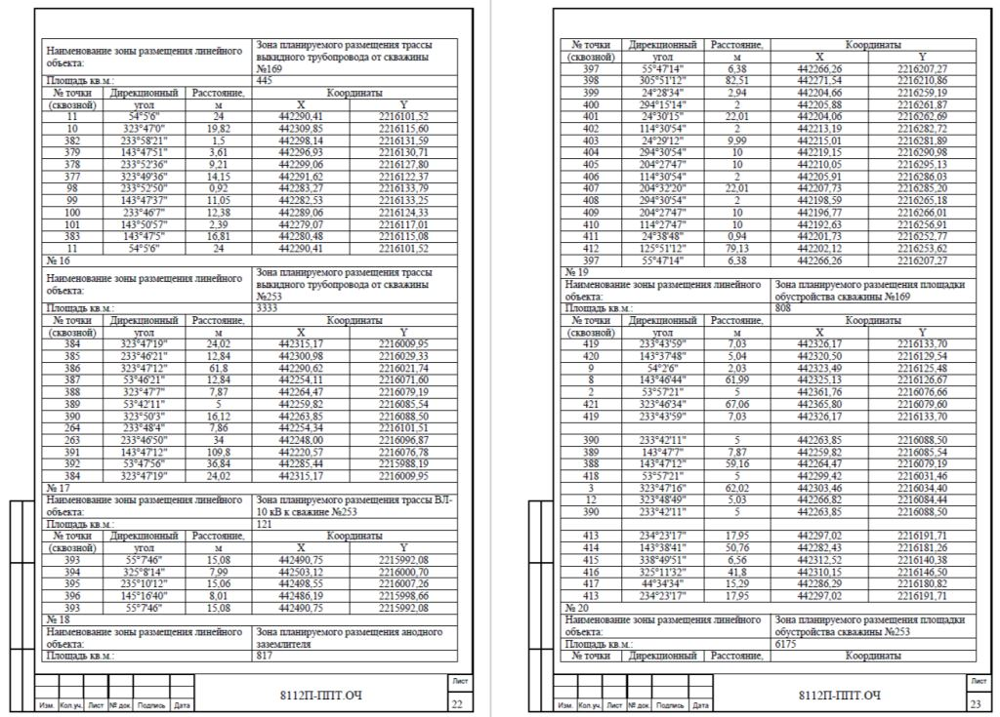 Наименование зоны размещения линейного объекта: Зона планируемого размещения трассы выкидного трубопровода от скважины №169
Площадь кв.м.: 445
№ точки (сквозной) Дирекционный угол Расстояние, м Координаты X Y
11 54°5'6" 24 442290,41 2216101,52
10 323°47'0" 19,82 442309,85 2216115,60
382 233°58'21" 1,5 442298,14 2216131,59
379 143°47'51" 3,61 442296,93 2216130,71
378 233°52'36" 9,21 442299,06 2216127,80
377 323°49'36" 14,15 442291,62 2216122,37
98 233°52'50" 0,92 442283,27 2216133,79
99 143°47'37" 11,05 442282,53 2216133,25
100 233°46'7" 12,38 442289,06 2216124,33
101 143°50'57" 2,39 442279,07 2216117,01
383 143°47'5" 16,81 442280,48 2216115,08
11 54°5'6" 24 442290,41 2216101,52
№ 16
Наименование зоны размещения линейного объекта: Зона планируемого размещения трассы выкидного трубопровода от скважины №253
Площадь кв.м.: 3333
№ точки (сквозной) Дирекционный угол Расстояние, м Координаты X Y
384 323°47'19" 24,02 442315,17 2216009,95
385 233°46'21" 12,84 442300,98 2216029,33
386 323°47'12" 61,8 442290,62 2216021,74
387 53°46'21" 12,84 442254,11 2216071,60
388 323°47'7" 7,87 442264,47 2216079,19
389 53°42'11" 5 442259,82 2216085,54
390 323°50'3" 16,12 442263,85 2216088,50
264 233°48'4" 7,86 442254,34 2216101,51
263 233°46'50" 34 442248,00 2216096,87
391 143°47'12" 109,8 442220,57 2216076,78
392 53°47'56" 36,84 442285,44 2215988,19
384 323°47'19" 24,02 442315,17 2216009,95
№ 17
Наименование зоны размещения линейного объекта: Зона планируемого размещения трассы ВЛ-10 кВ к сважине №253
Площадь кв.м.: 121
№ точки (сквозной) Дирекционный угол Расстояние, м Координаты X Y
393 55°7'46" 15,08 442490,75 2215992,08
394 325°8'14" 7,99 442503,12 2216000,70
395 235°10'12" 15,06 442498,55 2216007,26
396 145°16'40" 8,01 442486,19 2215998,66
393 55°7'46" 15,08 442490,75 2215992,08
№ 18
Наименование зоны размещения линейного объекта: Зона планируемого размещения анодного заземлителя
Площадь кв.м.: 817
Изм. Кол.уч. Лист № док. Подпись Дата
8112П-ППТ.ОЧ
Лист
22
№ точки (сквозной) Дирекционный угол Расстояние, м Координаты X Y
397 55°47'14" 6,38 442266,26 2216207,27
398 305°51'12" 82,51 442271,54 2216210,86
399 24°28'34" 2,94 442204,66 2216259,19
400 294°15'14" 2 442205,88 2216261,87
401 24°30'15" 22,01 442204,06 2216262,69
402 114°30'54" 2 442213,19 2216282,72
403 24°29'12" 9,99 442215,01 2216281,89
404 294°30'54" 10 442219,15 2216290,98
405 204°27'47" 10 442210,05 2216295,13
406 114°30'54" 2 442205,91 2216286,03
407 204°32'20" 22,01 442207,73 2216285,20
408 294°30'54" 2 442198,59 2216265,18
409 204°27'47" 10 442196,77 2216266,01
410 114°27'47" 10 442192,63 2216256,91
411 24°38'48" 0,94 442201,73 2216252,77
412 125°51'12" 79,13 442202,12 2216253,62
397 55°47'14" 6,38 442266,26 2216207,27
№ 19
Наименование зоны размещения линейного объекта: Зона планируемого размещения площадки обустройства скважины №169
Площадь кв.м.: 808
№ точки (сквозной) Дирекционный угол Расстояние, м Координаты X Y
419 233°43'59" 7,03 442326,17 2216133,70
420 143°37'48" 5,04 442320,50 2216129,54
9 54°2'6" 2,03 442323,49 2216125,48
8 143°46'44" 61,99 442325,13 2216126,67
2 53°57'21" 5 442361,76 2216076,66
421 323°46'34" 67,06 442365,80 2216079,60
419 233°43'59" 7,03 442326,17 2216133,70
390 233°42'11" 5 442263,85 2216088,50
389 143°47'7" 7,87 442259,82 2216085,54
388 143°47'12" 59,16 442264,47 2216079,19
418 53°57'21" 5 442299,42 2216031,46
3 323°47'16" 62,02 442303,46 2216034,40
12 323°48'49" 5,03 442266,82 2216084,44
390 233°42'11" 5 442263,85 2216088,50
413 234°23'17" 17,95 442297,02 2216191,71
414 143°38'41" 50,76 442282,43 2216181,26
415 338°49'51" 6,56 442312,52 2216140,38
416 325°11'32" 41,8 442310,15 2216146,50
417 44°34'34" 15,29 442286,29 2216180,82
413 234°23'17" 17,95 442297,02 2216191,71
№ 20
Наименование зоны размещения линейного объекта: Зона планируемого размещения площадки обустройства скважины №253
Площадь кв.м.: 6175
№ точки Дирекционный Расстояние, Координаты
Изм. Кол.уч. Лист № док. Подпись Дата
8112П-ППТ.ОЧ
Лист
23